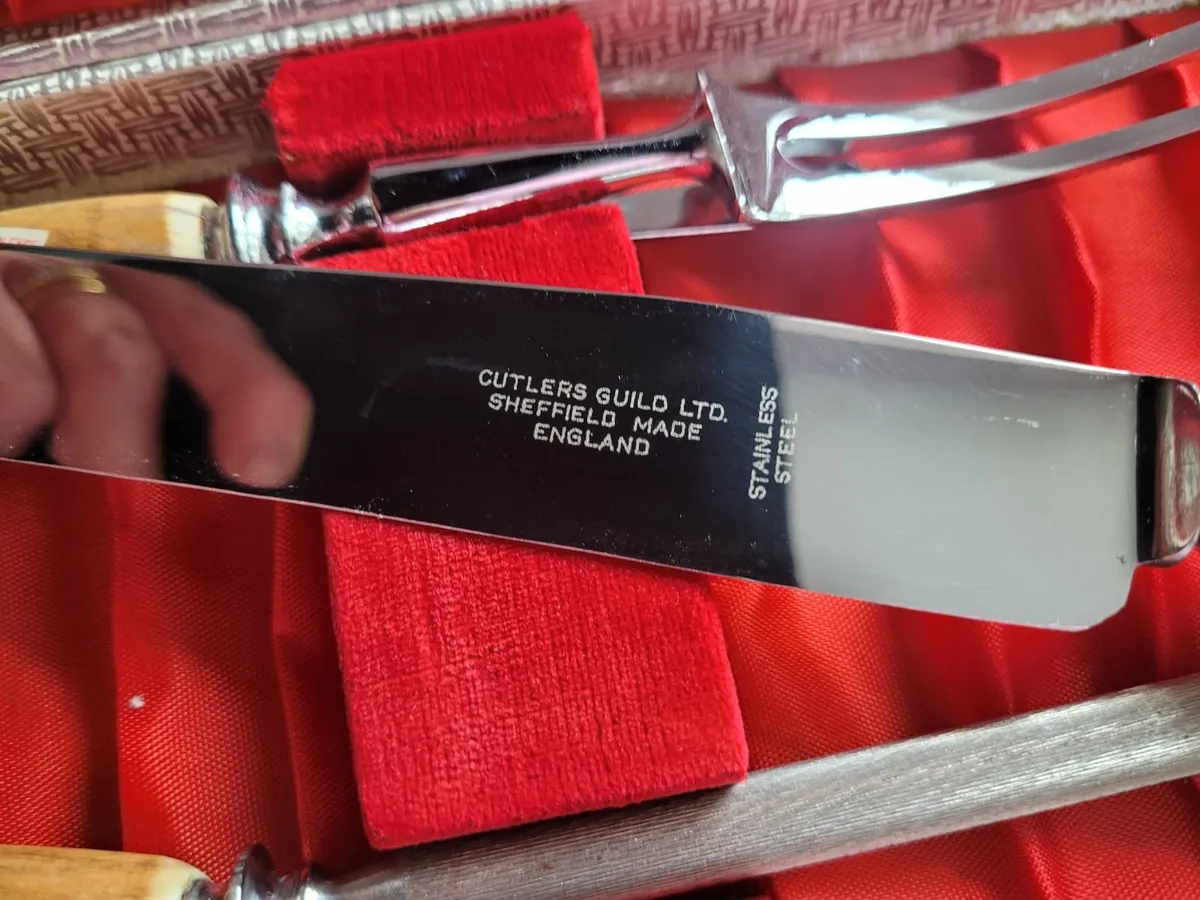 CUTLERS GUILD LTD.
SHEFFIELD MADE
ENGLAND
STAINLESS
STEEL